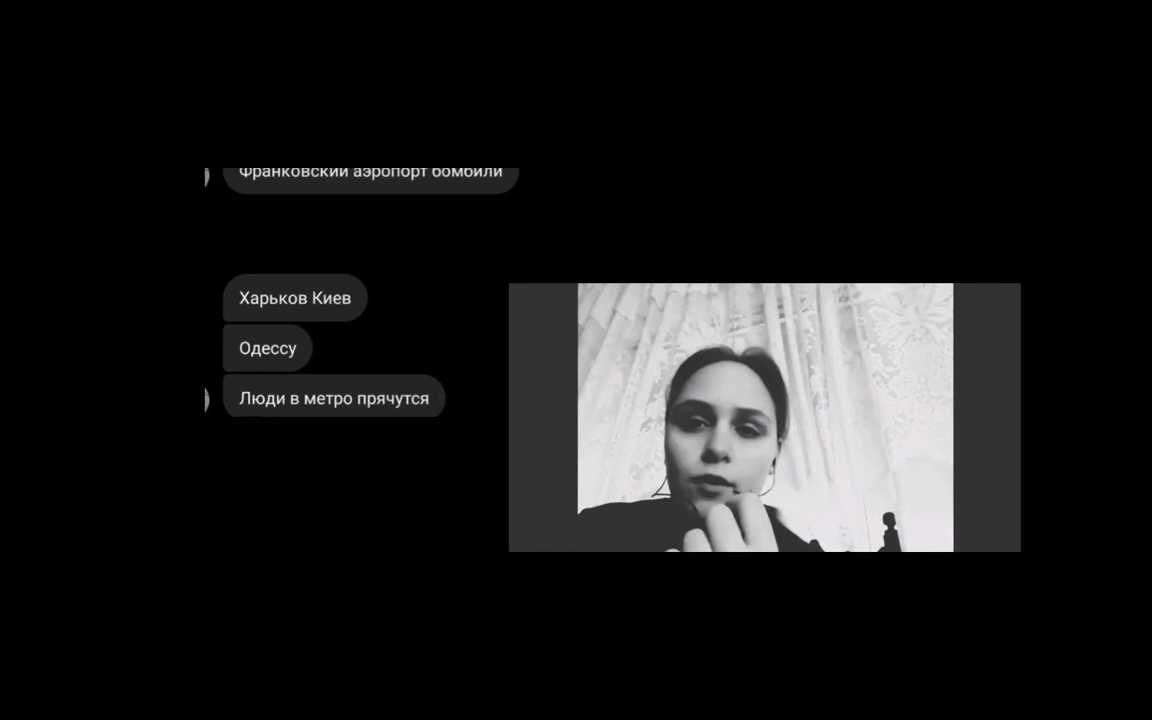 Франковский аэропорт бомбили
Харьков Киев
Одессу
Люди в метро прячутся